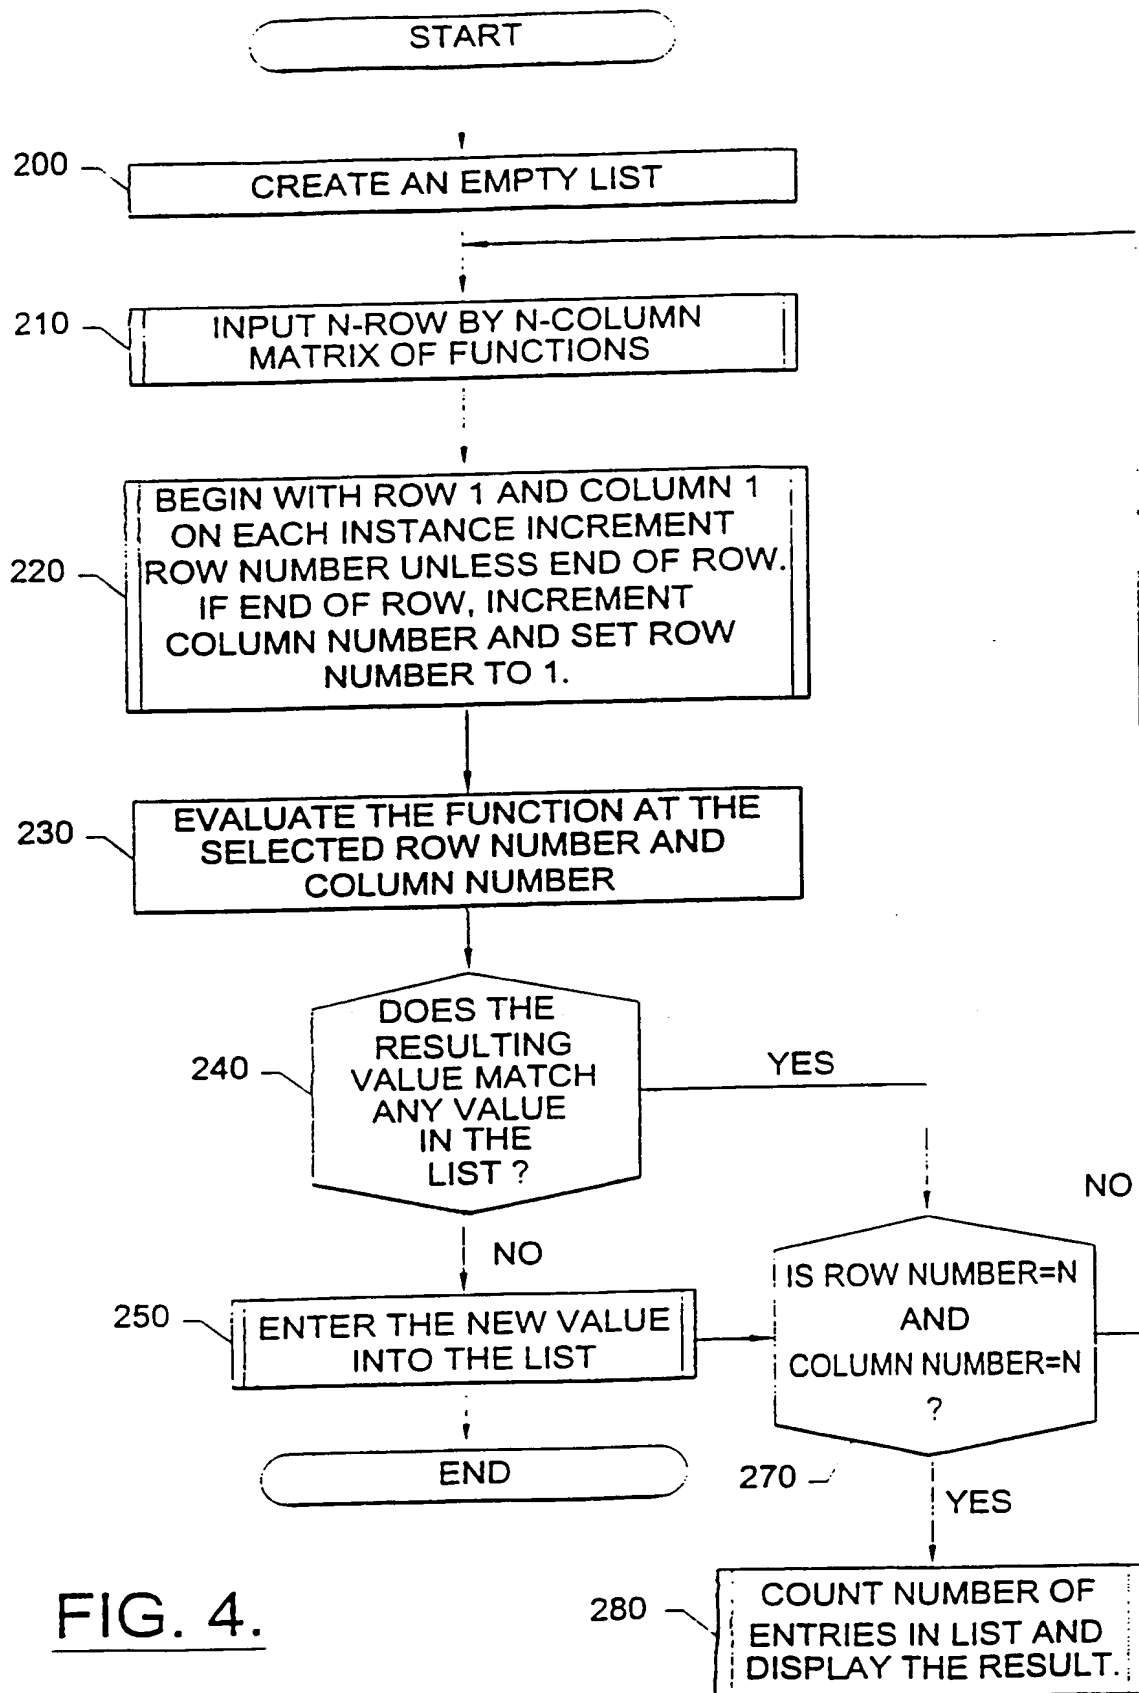 START
200
CREATE AN EMPTY LIST
210
INPUT N-ROW BY N-COLUMN
MATRIX OF FUNCTIONS
220
BEGIN WITH ROW 1 AND COLUMN 1
ON EACH INSTANCE INCREMENT
ROW NUMBER UNLESS END OF ROW.
IF END OF ROW, INCREMENT
COLUMN NUMBER AND SET ROW
NUMBER TO 1.
230
EVALUATE THE FUNCTION AT THE
SELECTED ROW NUMBER AND
COLUMN NUMBER
240
DOES THE
RESULTING
VALUE MATCH
ANY VALUE
IN THE
LIST ?
YES
NO
NO
250
ENTER THE NEW VALUE
INTO THE LIST
IS ROW NUMBER=N
AND
COLUMN NUMBER=N
?
270
END
YES
280
COUNT NUMBER OF
ENTRIES IN LIST AND
DISPLAY THE RESULT.
FIG. 4.